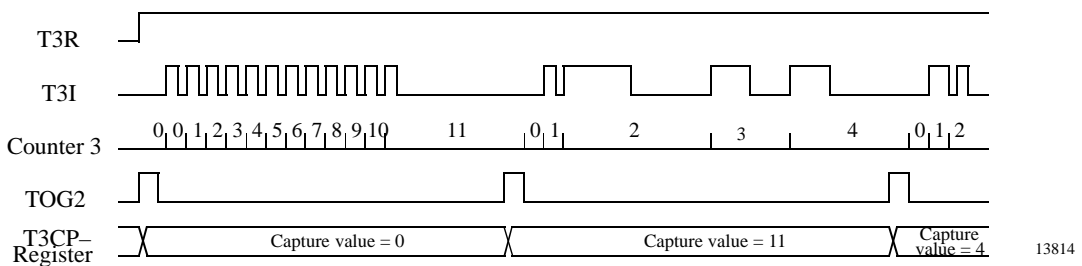 T3R
T3I
0 0 1 2 3 4 5 6 7 8 9 10 11 0 1 2 3 4 0 1 2
Counter 3
TOG2
T3CP–
Register
Capture value = 0
Capture value = 11
Capture
value = 4
13814